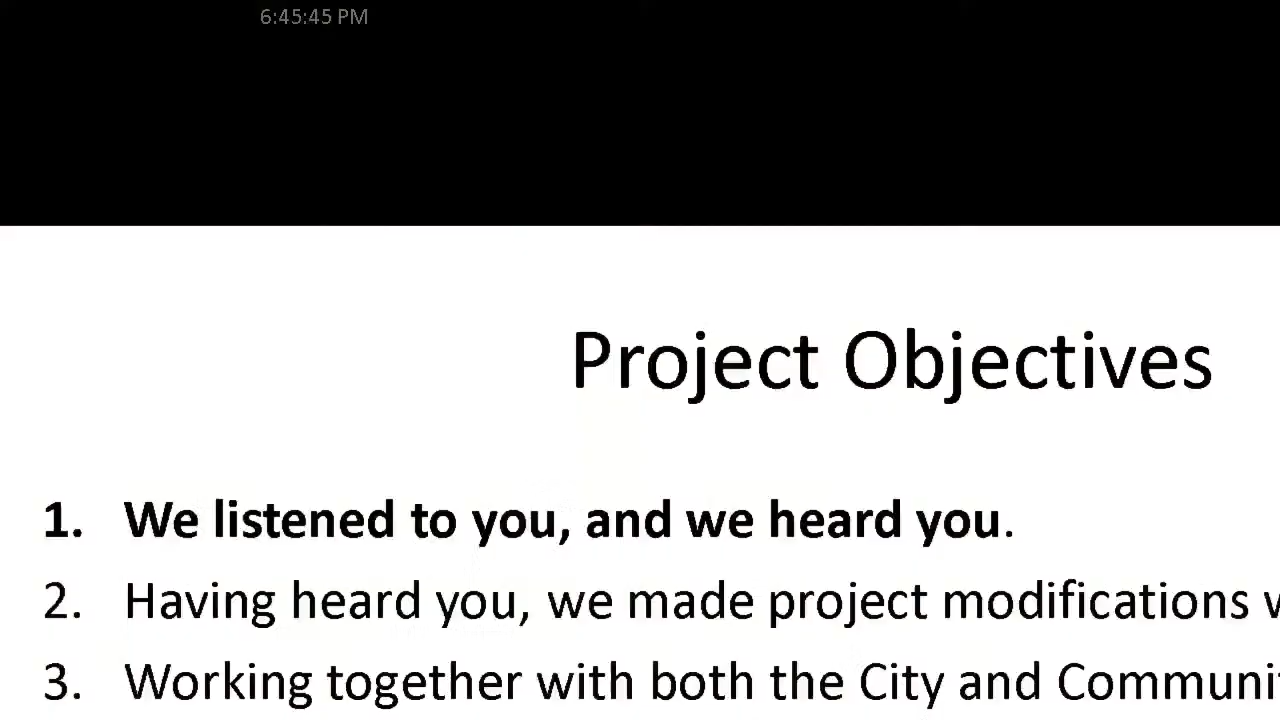 6:45:45 PM
Project Objectives
1. We listened to you, and we heard you.
2. Having heard you, we made project modifications
3. Working together with both the City and